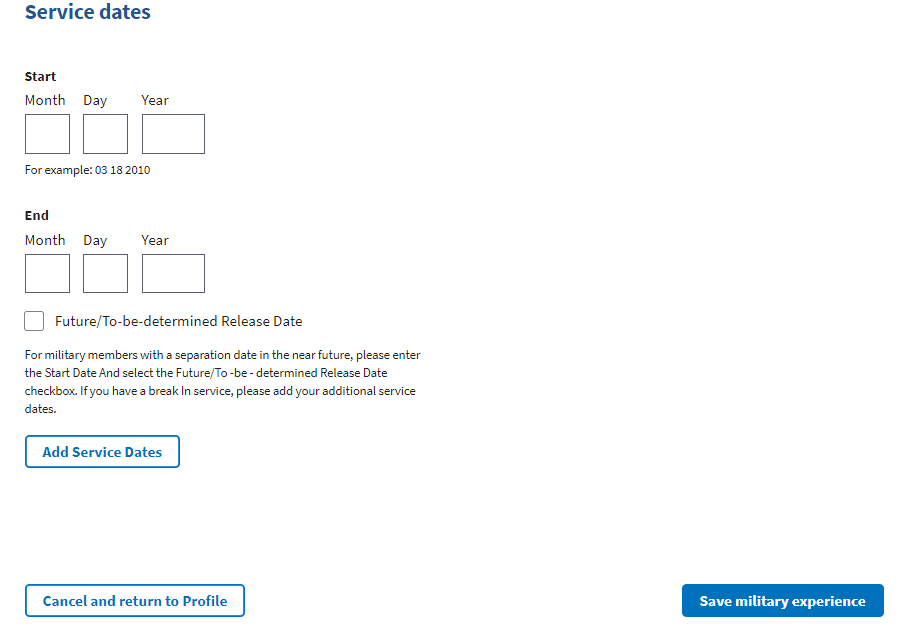 Service dates
Start
Month Day Year
For example: 03 18 2010
End
Month Day Year
Future/To-be-determined Release Date
For military members with a separation date in the near future, please enter
the Start Date And select the Future/To -be - determined Release Date
checkbox. If you have a break In service, please add your additional service
dates.
Add Service Dates
Cancel and return to Profile
Save military experience